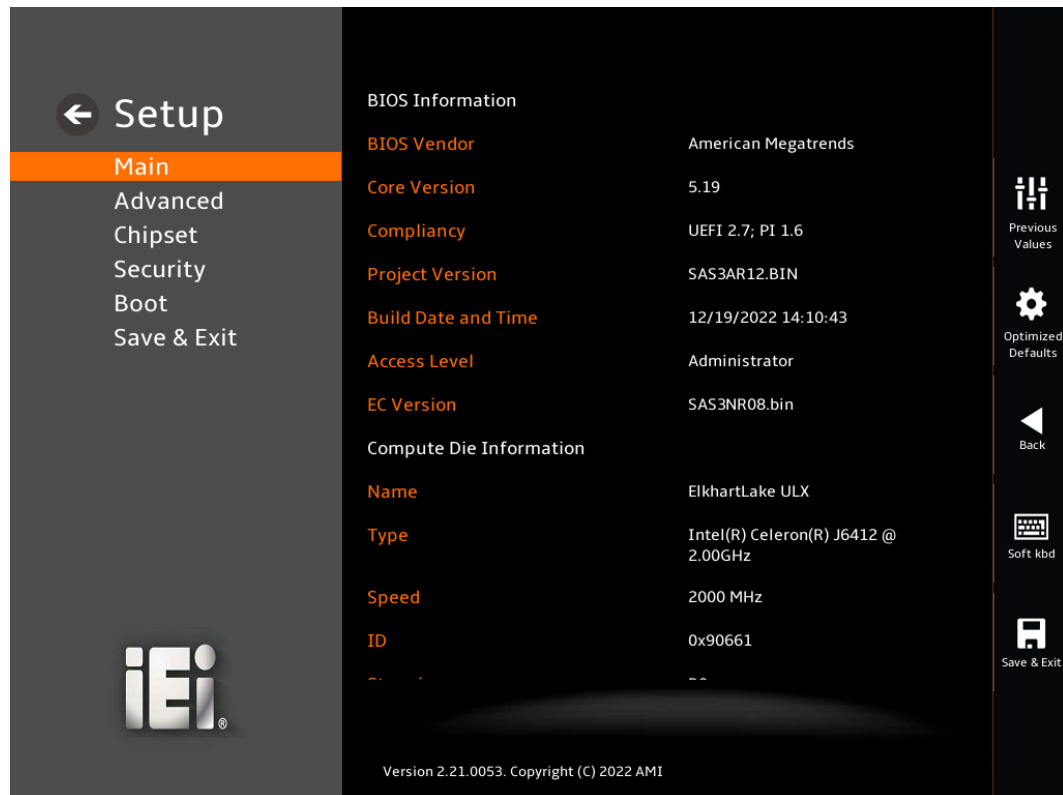 Setup
Main
Advanced
Chipset
Security
Boot
Save & Exit
iEi®
BIOS Information
BIOS Vendor American Megatrends
Core Version 5.19
Compliancy UEFI 2.7; PI 1.6
Project Version SAS3AR12.BIN
Build Date and Time 12/19/2022 14:10:43
Access Level Administrator
EC Version SAS3NR08.bin
Compute Die Information
Name ElkhartLake ULX
Type Intel(R) Celeron(R) J6412 @
2.00GHz
Speed 2000 MHz
ID 0x90661
Version 2.21.0053. Copyright (C) 2022 AMI
Previous
Values
Optimized
Defaults
Back
Soft kbd
Save & Exit